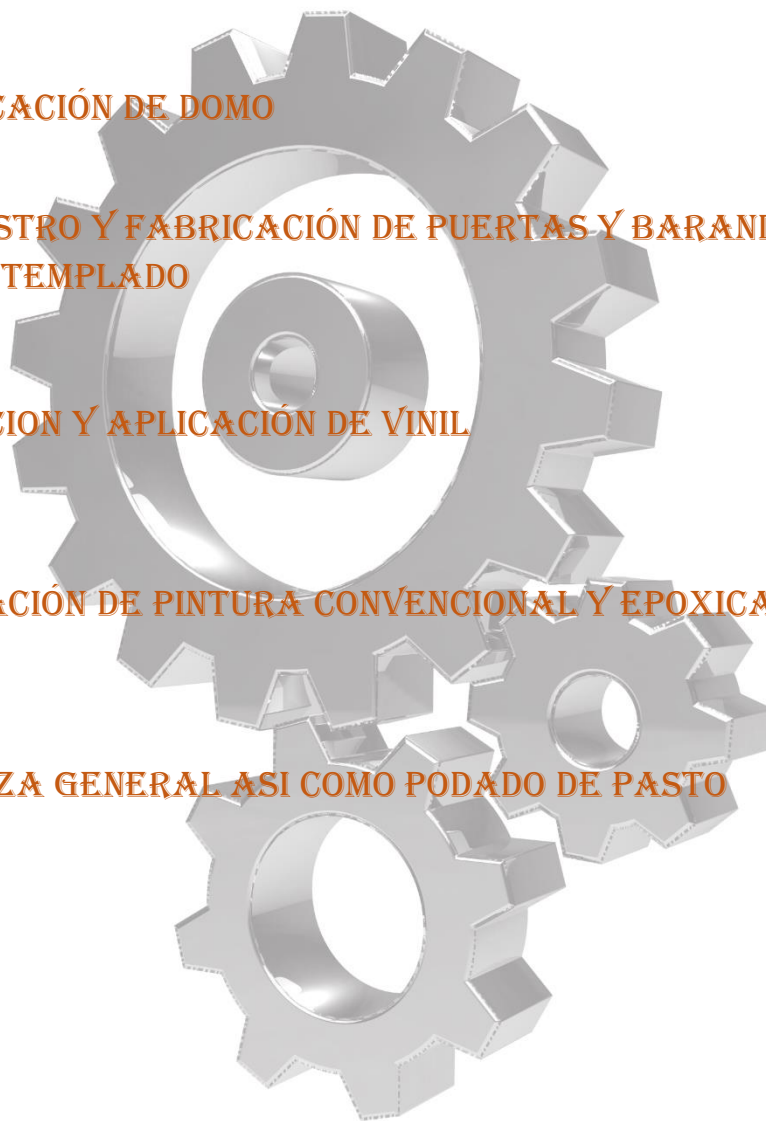 CACIÓN DE DOMO
STRO Y FABRICACIÓN DE PUERTAS Y BARANI
TEMPLADO
CION Y APLICACIÓN DE VINIL
ACIÓN DE PINTURA CONVENCIONAL Y EPOXICA
ZA GENERAL ASI COMO PODADO DE PASTO